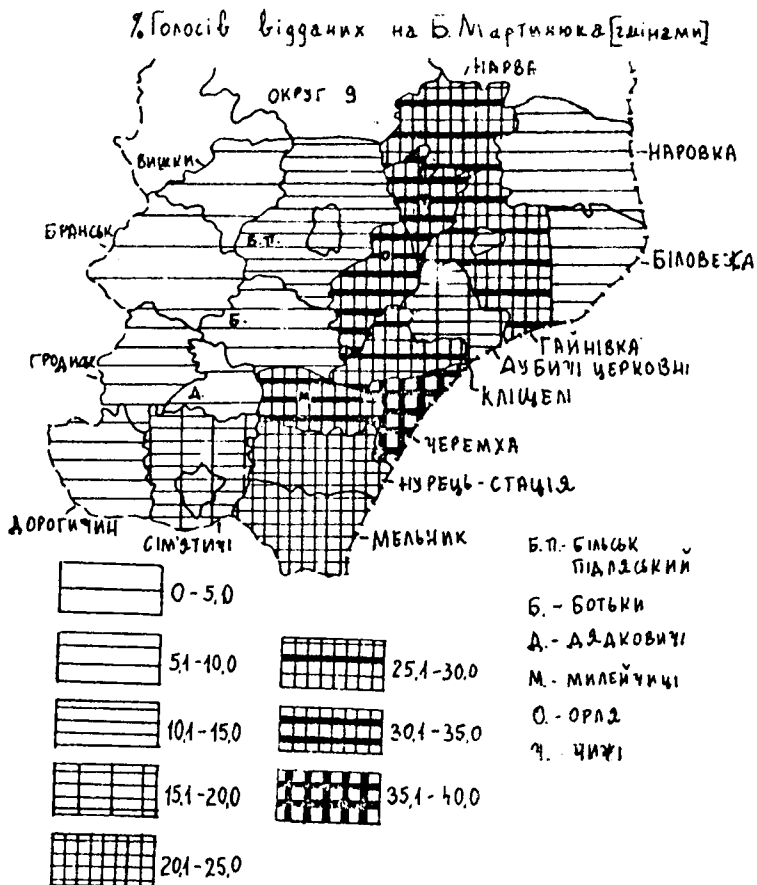 % Голосів відданих на Б. Мартинюка [гмінами]
НАРВА
ОКРУГ 9
ВИШКИ
НАРОВКА
БРАНСЬК
Б.П.
Ч
О
БІЛОВЕЖА
Б.
ГАЙНІВКА
ДУБИЧІ ЦЕРКОВНІ
ГРОДИСК
КЛІЩЕЛІ
Д.
М
ЧЕРЕМХА
НУРЕЦЬ-СТАЦІЯ
ДОРОГИЧИН
СІМ'ЯТИЧІ
МЕЛЬНИК
0-5,0
5,1-10,0
10,1-15,0
15,1-20,0
20,1-25,0
25,1-30,0
30,1-35,0
35,1-40,0
Б.П.- БІЛЬСЬК
ПІДЛЯСЬКИЙ
Б. - БОТЬКИ
Д. - ДЯДКОВИЧІ
М. - МИЛЕЙЧИЦІ
О. - ОРЛЯ
Ч. ЧИЖІ